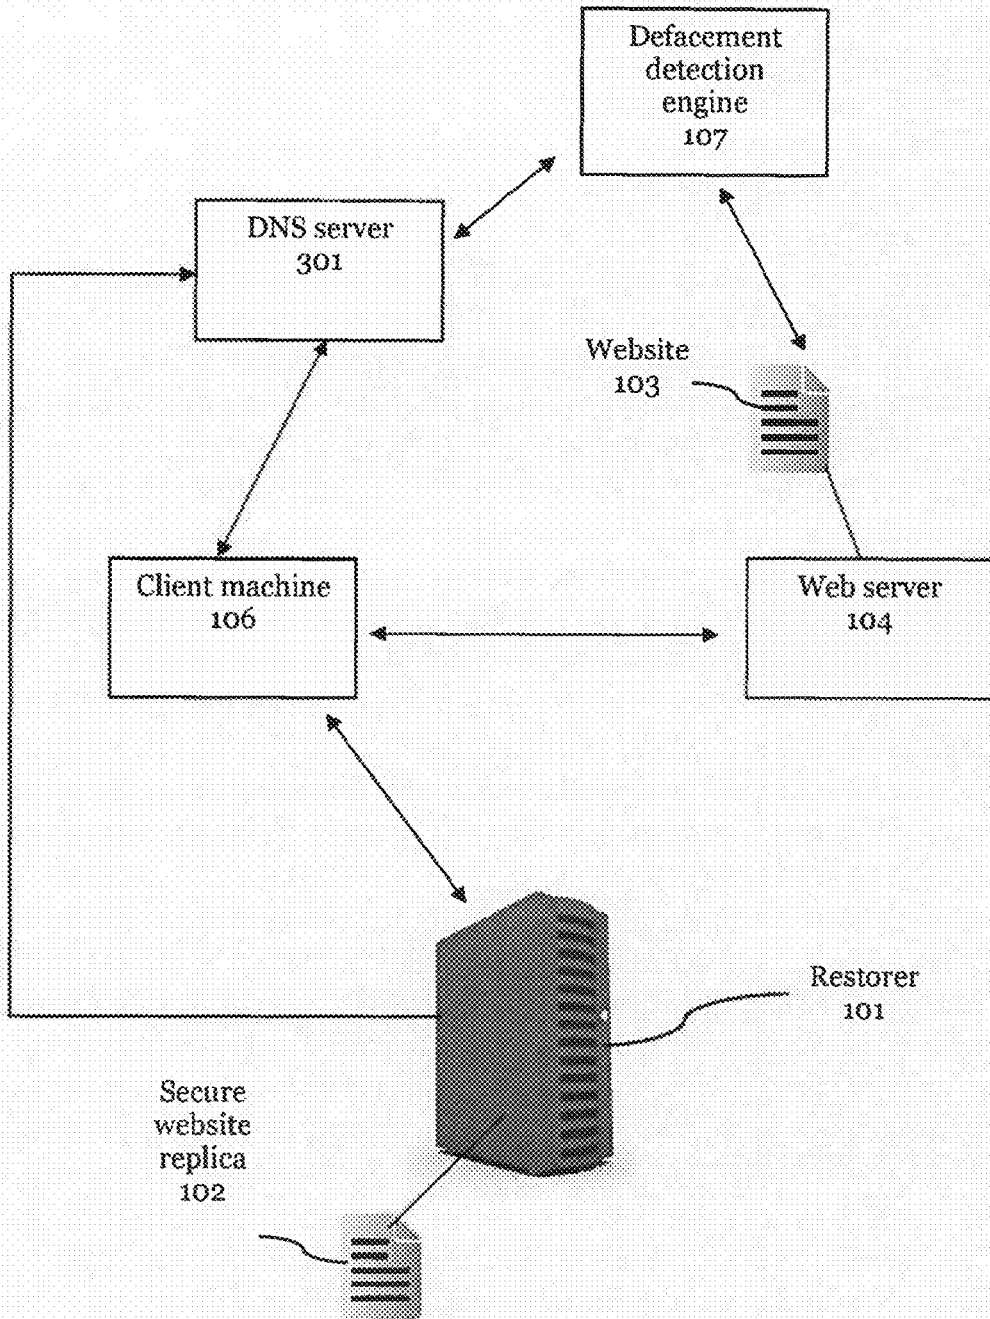 Defacement
detection
engine
107
DNS server
301
Website
103
Client machine
106
Web server
104
Restorer
101
Secure
website
replica
102